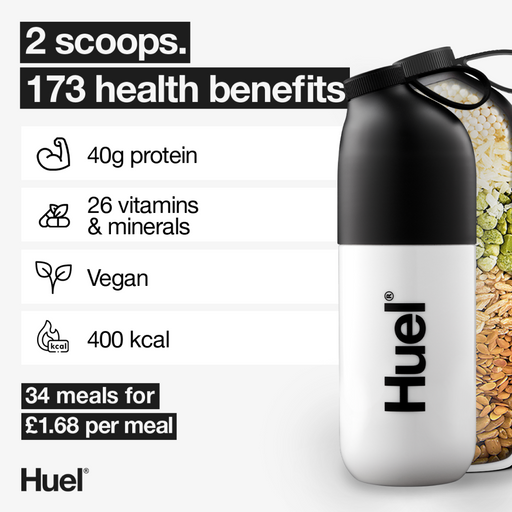 2 scoops.
173 health benefits
40g protein
26 vitamins
& minerals
Vegan
kcal
400 kcal
34 meals for
£1.68 per meal
Huel®
Huel®